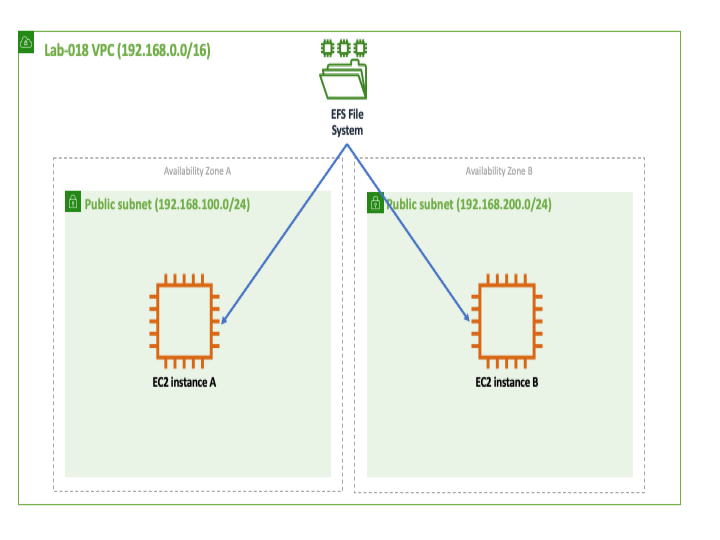 Lab-018 VPC (192.168.0.0/16)
EFS File
System
Availability Zone A
Availability Zone B
Public subnet (192.168.100.0/24)
Public subnet (192.168.200.0/24)
EC2 instance A
EC2 instance B